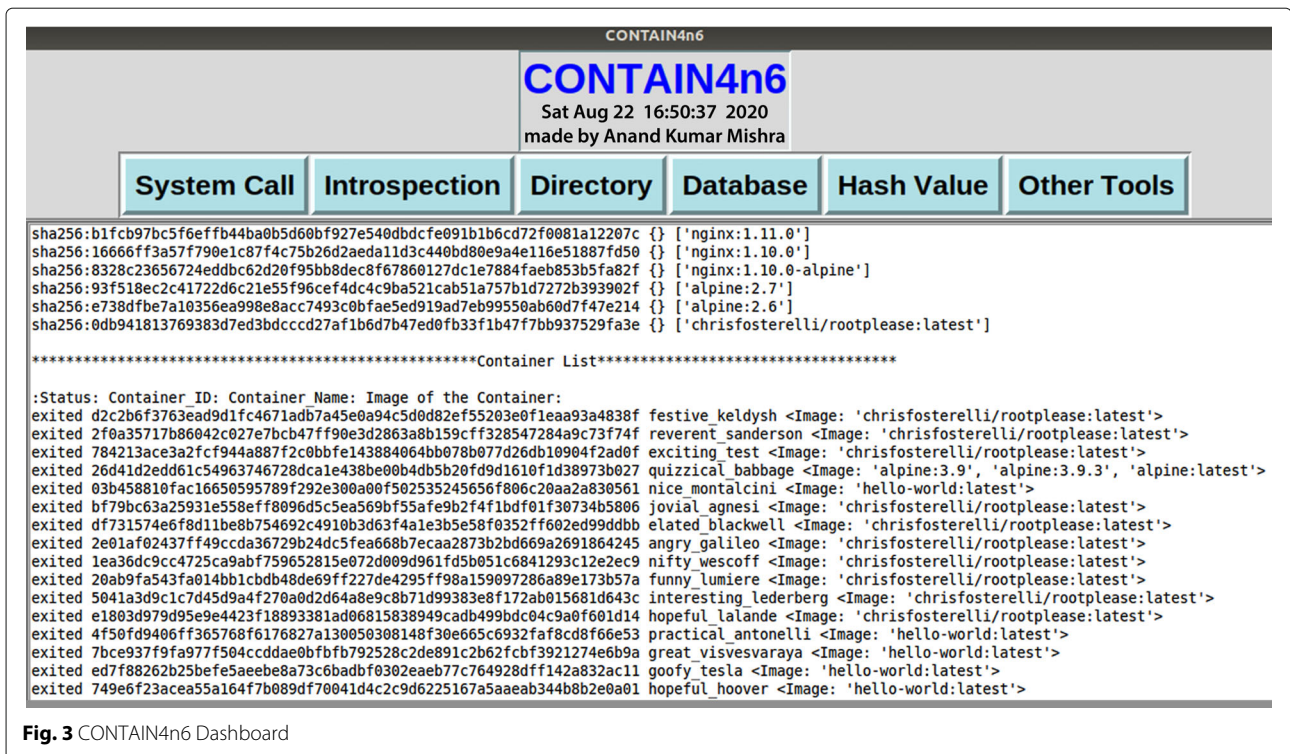 CONTAIN4n6
CONTAIN4n6
Sat Aug 22 16:50:37 2020
made by Anand Kumar Mishra
System Call Introspection Directory Database Hash Value Other Tools
sha256:b1fcb97bc5f6effb44ba0b5d60bf927e540dbdcfe091b1b6cd72f0081a12207c {} ['nginx:1.11.0']
sha256:16666ff3a57f790e1c87f4c75b26d2aeda11d3c440bd80e9a4e116e51887fd50 {} ['nginx:1.10.0']
sha256:8328c23656724eddbc62d20f95bb8dec8f67860127dc1e7884faeb853b5fa82f {} ['nginx:1.10.0-alpine']
sha256:93f518ec2c41722d6c21e55f96cef4dc4c9ba521cab51a757b1d7272b393902f {} ['alpine:2.7']
sha256:e738dfbe7a10356ea998e8acc7493c0bfae5ed919ad7eb99550ab60d7f47e214 {} ['alpine:2.6']
sha256:0db941813769383d7ed3bdcccd27af1b6d7b47ed0fb33f1b47f7bb937529fa3e {} ['chrisfosterelli/rootplease:latest']
****************************************************Container List***********************************
:Status: Container_ID: Container_Name: Image of the Container:
exited d2c2b6f3763ead9d1fc4671adb7a45e0a94c5d0d82ef55203e0f1eaa93a4838f festive_keldysh <Image: 'chrisfosterelli/rootplease:latest'>
exited 2f0a35717b86042c027e7bcb47ff90e3d2863a8b159cff328547284a9c73f74f reverent_sanderson <Image: 'chrisfosterelli/rootplease:latest'>
exited 784213ace3a2fcf944a887f2c0bbfe143884064bb078b077d26db10904f2ad0f exciting_test <Image: 'chrisfosterelli/rootplease:latest'>
exited 26d41d2edd61c54963746728dca1e438be00b4db5b20fd9d1610f1d38973b027 quizzical_babbage <Image: 'alpine:3.9', 'alpine:3.9.3', 'alpine:latest'>
exited 03b458810fac16650595789f292e300a00f502535245656f806c20aa2a830561 nice_montalcini <Image: 'hello-world:latest'>
exited bf79bc63a25931e558eff8096d5c5ea569bf55afe9b2f4f1bdf01f30734b5806 jovial_agnesi <Image: 'chrisfosterelli/rootplease:latest'>
exited df731574e6f8d11be8b754692c4910b3d63f4a1e3b5e58f0352ff602ed99ddbb elated_blackwell <Image: 'chrisfosterelli/rootplease:latest'>
exited 2e01af02437ff49ccda36729b24dc5fea668b7ecaa2873b2bd669a2691864245 angry_galileo <Image: 'chrisfosterelli/rootplease:latest'>
exited 1ea36dc9cc4725ca9abf759652815e072d009d961fd5b051c6841293c12e2ec9 nifty_wescoff <Image: 'chrisfosterelli/rootplease:latest'>
exited 20ab9fa543fa014bb1cbdb48de69ff227de4295ff98a159097286a89e173b57a funny_lumiere <Image: 'chrisfosterelli/rootplease:latest'>
exited 5041a3d9c1c7d45d9a4f270a0d2d64a8e9c8b71d99383e8f172ab015681d643c interesting_lederberg <Image: 'chrisfosterelli/rootplease:latest'>
exited e1803d979d95e9e4423f18893381ad06815838949cadb499bdc04c9a0f601d14 hopeful_lalande <Image: 'chrisfosterelli/rootplease:latest'>
exited 4f50fd9406ff365768f6176827a130050308148f30e665c6932faf8cd8f66e53 practical_antonelli <Image: 'hello-world:latest'>
exited 7bce937f9fa977f504ccddae0bfbfb792528c2de891c2b62fcbf3921274e6b9a great_visvesvaraya <Image: 'hello-world:latest'>
exited ed7f88262b25befe5aeebe8a73c6badbf0302eaeb77c764928dff142a832ac11 goofy_tesla <Image: 'hello-world:latest'>
exited 749e6f23acea55a164f7b089df70041d4c2c9d6225167a5aaeab344b8b2e0a01 hopeful_hoover <Image: 'hello-world:latest'>
Fig. 3 CONTAIN4n6 Dashboard